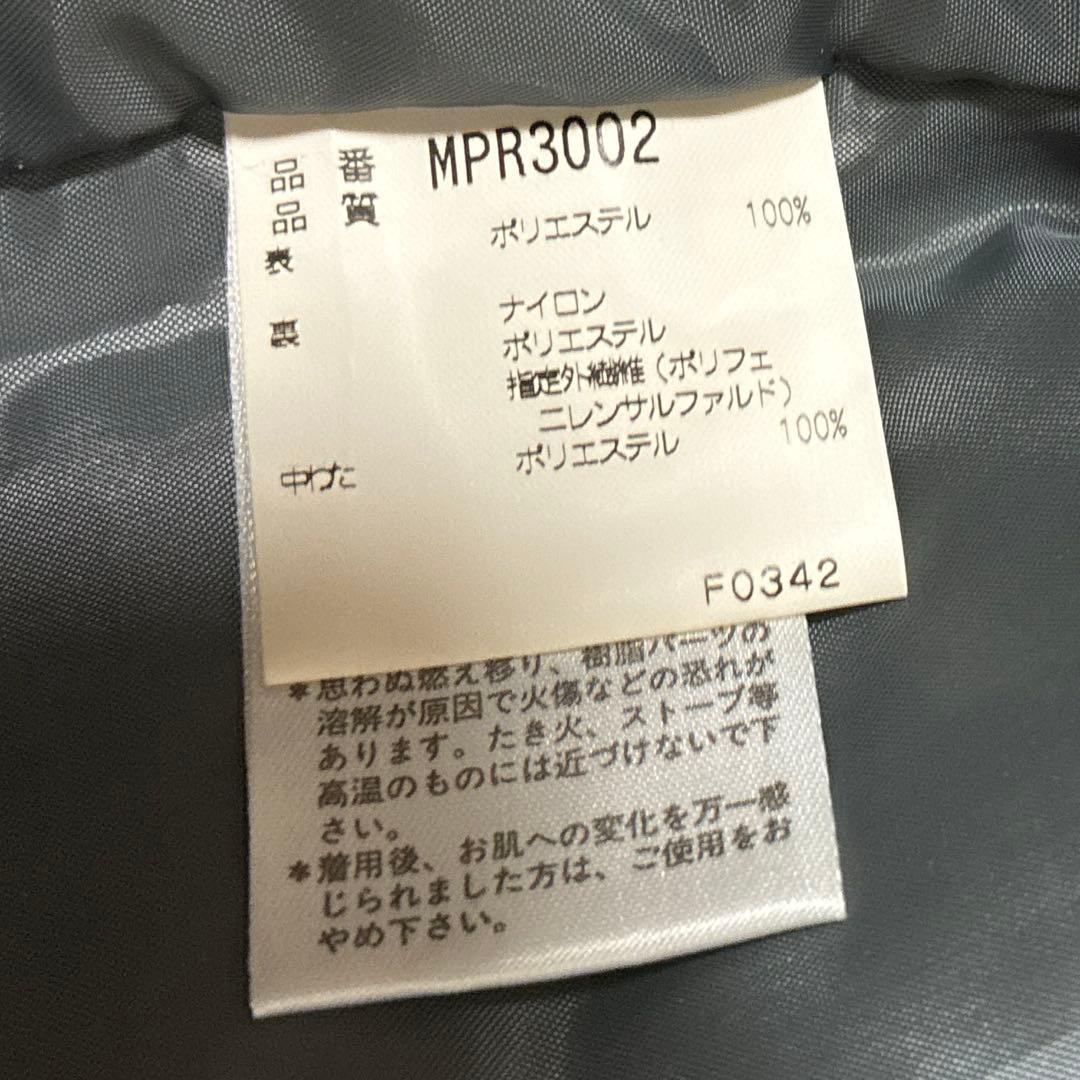 品番 MPR3002
品質
表 ポリエステル 100%
裏 ナイロン
ポリエステル
指定外繊維（ポリフェ
ニレンサルファルド）
中わた ポリエステル 100%
F0342
*思わぬ燃え移り、樹脂パーツの
溶解が原因で火傷などの恐れが
あります。たき火、ストーブ等
高温のものには近づけないで下
さい。
*着用後、お肌への変化を万一感
じられました方は、ご使用をお
やめ下さい。